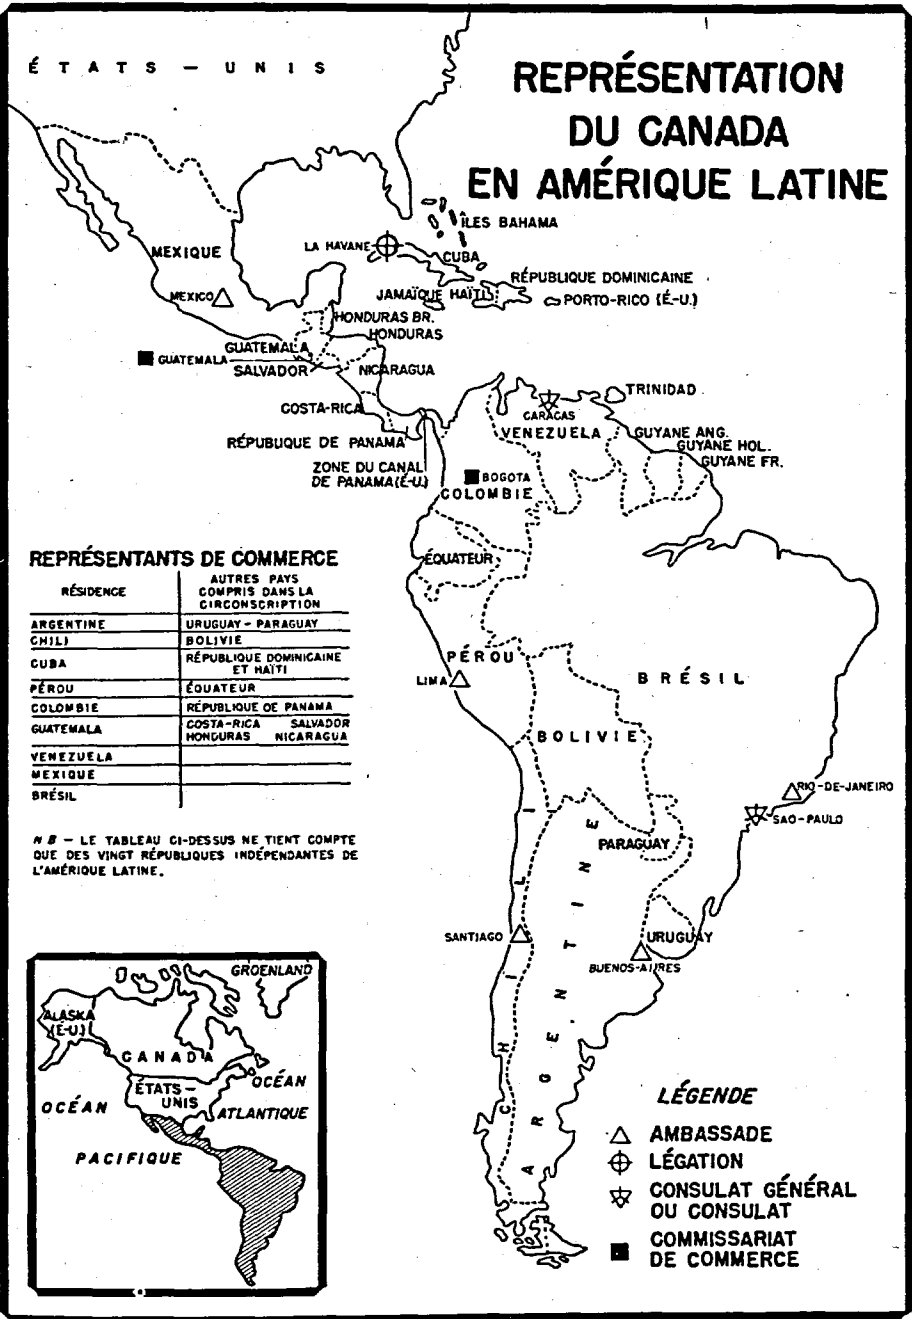 ÉTATS-UNIS
REPRÉSENTATION
DU CANADA
EN AMÉRIQUE LATINE
ÎLES BAHAMA
MEXIQUE
LA HAVANE
CUBA
RÉPUBLIQUE DOMINICAINE
MEXICO
JAMAÏQUE HAÏTI
PORTO-RICO (É.-U.)
HONDURAS BR.
HONDURAS
GUATEMALA
GUATEMALA
SALVADOR
NICARAGUA
TRINIDAD
COSTA-RICA
CARACAS
VENEZUELA
GUYANE ANG.
RÉPUBLIQUE DE PANAMA
GUYANE HOL.
GUYANE FR.
ZONE DU CANAL
DE PANAMA (É-U.)
BOGOTA
COLOMBIE
ÉQUATEUR
REPRÉSENTANTS DE COMMERCE
RÉSIDENCE
AUTRES PAYS
COMPRIS DANS LA
CIRCONSCRIPTION
ARGENTINE URUGUAY - PARAGUAY
CHILI BOLIVIE
CUBA RÉPUBLIQUE DOMINICAINE
ET HAÏTI
PÉROU ÉQUATEUR
COLOMBIE RÉPUBLIQUE DE PANAMA
GUATEMALA COSTA-RICA SALVADOR
HONDURAS NICARAGUA
VENEZUELA
MEXIQUE
BRÉSIL
N B - LE TABLEAU CI-DESSUS NE TIENT COMPTE
QUE DES VINGT RÉPUBLIQUES INDÉPENDANTES DE
L'AMÉRIQUE LATINE.
PÉROU
LIMA
BRÉSIL
BOLIVIE
RIO-DE-JANEIRO
SAO-PAULO
PARAGUAY
CHILI
ARGENTINE
SANTIAGO
URUGUAY
BUENOS-AIRES
GROENLAND
ALASKA
(É-U.)
CANADA
ÉTATS-
UNIS
OCÉAN
ATLANTIQUE
OCÉAN
PACIFIQUE
LÉGENDE
AMBASSADE
LÉGATION
CONSULAT GÉNÉRAL
OU CONSULAT
COMMISSARIAT
DE COMMERCE